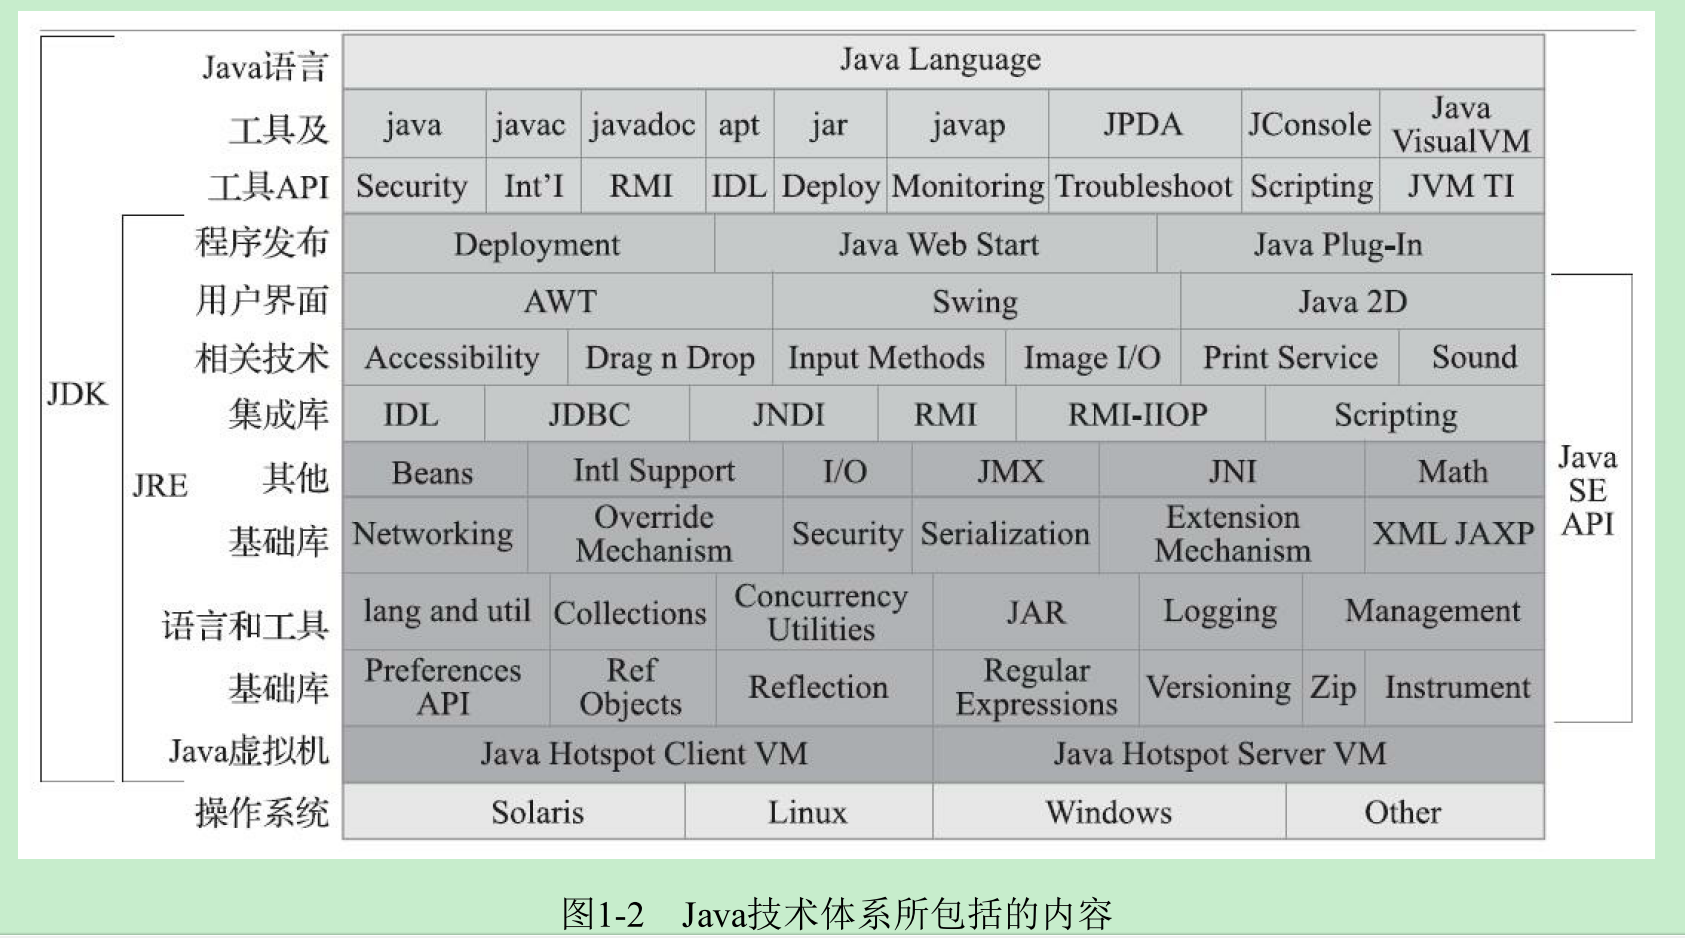 Java语言 Java Language
工具及 java javac javadoc apt jar javap JPDA JConsole Java VisualVM
工具API Security Int’I RMI IDL Deploy Monitoring Troubleshoot Scripting JVM TI
程序发布 Deployment Java Web Start Java Plug-In
用户界面 AWT Swing Java 2D
相关技术 Accessibility Drag n Drop Input Methods Image I/O Print Service Sound
JDK
集成库 IDL JDBC JNDI RMI RMI-IIOP Scripting
JRE
其他 Beans Intl Support I/O JMX JNI Math
Java
SE
API
基础库 Networking Override Mechanism Security Serialization Extension Mechanism XML JAXP
语言和工具 lang and util Collections Concurrency Utilities JAR Logging Management
基础库 Preferences API Ref Objects Reflection Regular Expressions Versioning Zip Instrument
Java虚拟机 Java Hotspot Client VM Java Hotspot Server VM
操作系统 Solaris Linux Windows Other
图1-2 Java技术体系所包括的内容